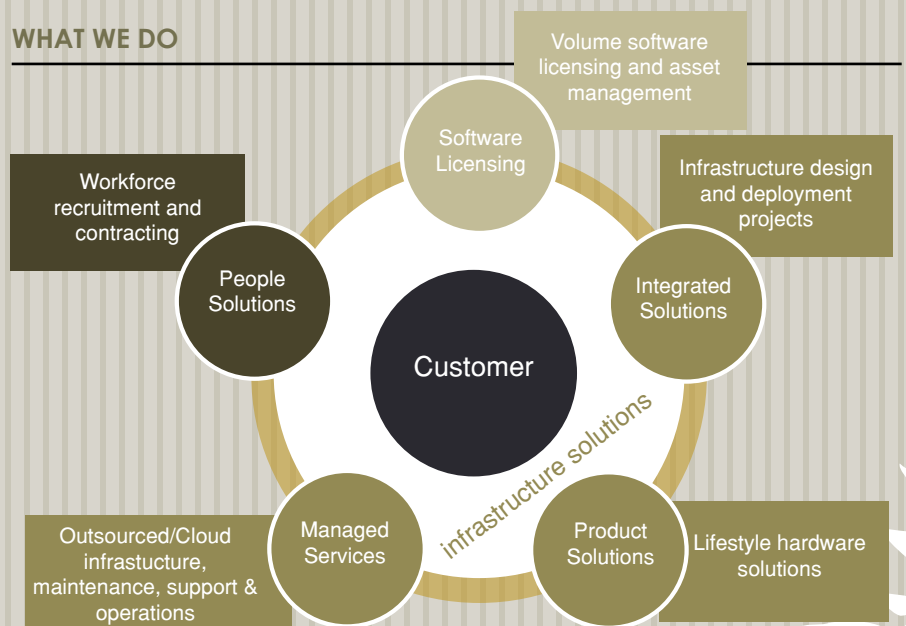 WHAT WE DO
Volume software
licensing and asset
management
Software
Licensing
Workforce
recruitment and
contracting
Infrastructure design
and deployment
projects
People
Solutions
Integrated
Solutions
Customer
infrastructure solutions
Managed
Services
Product
Solutions
Outsourced/Cloud
infrastucture,
maintenance, support &
operations
Lifestyle hardware
solutions